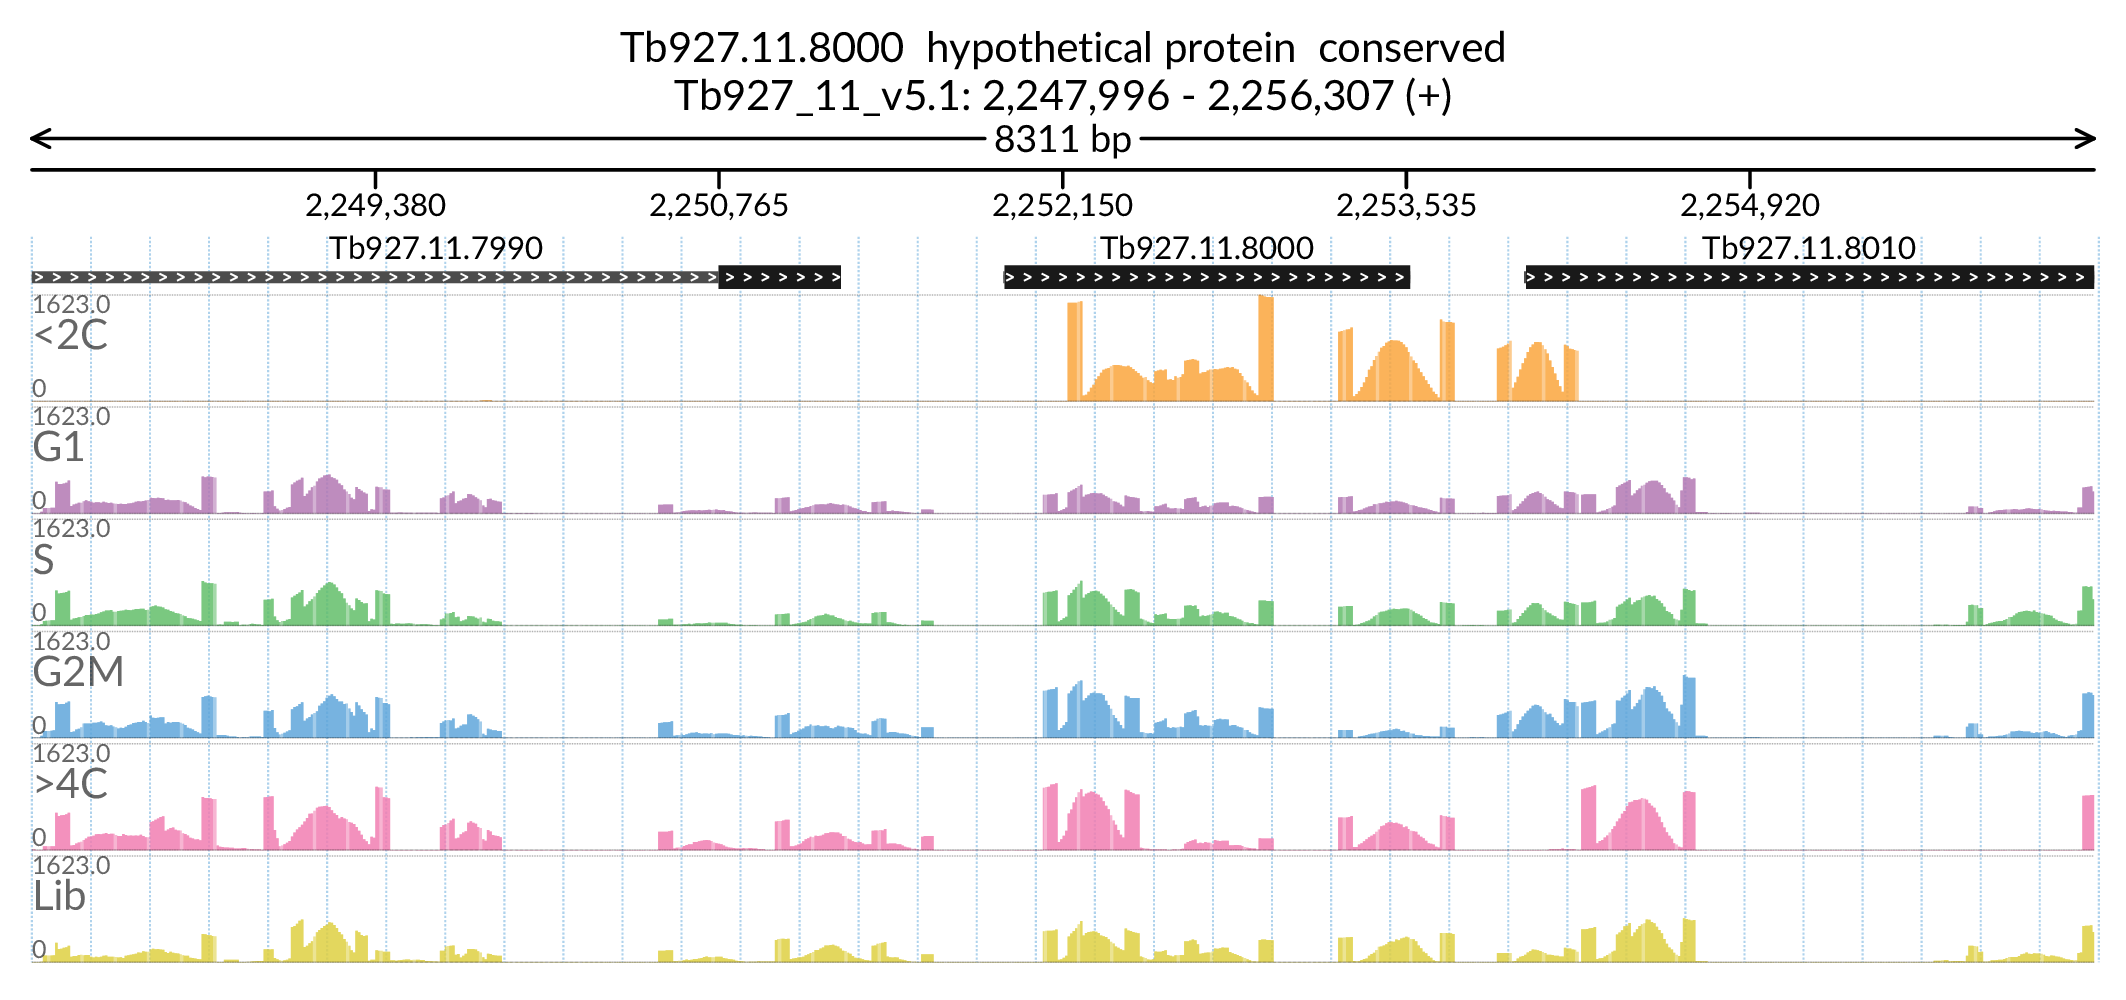 Tb927.11.8000 hypothetical protein conserved
Tb927_11_v5.1: 2,247,996 - 2,256,307 (+)
8311 bp
2,249,380 2,250,765 2,252,150 2,253,535 2,254,920
Tb927.11.7990 Tb927.11.8000 Tb927.11.8010
1623.0
<2C
0
1623.0
G1
0
1623.0
S
0
1623.0
G2M
0
1623.0
>4C
0
1623.0
Lib
0